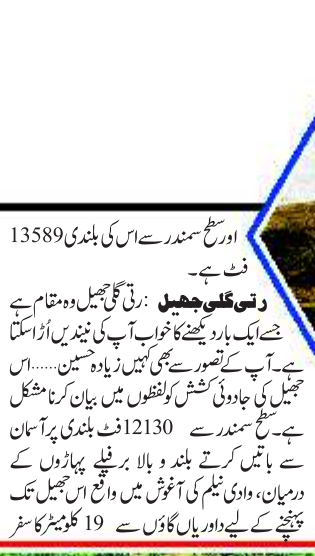 اور سطح سمندر سے اس کی بلندی 13589
فٹ ہے۔
رتی گلی جھیل: رتی گلی جھیل وہ مقام ہے
جسے ایک بار دیکھنے کا خواب آپ کی نیندیں اُڑا سکتا
ہے۔ آپ کے تصور سے بھی کہیں زیادہ حسین......اس
جھیل کی جادوئی کشش کو لفظوں میں بیان کرنا مشکل
ہے۔ سطح سمندر سے 12130 فٹ بلندی پر آسمان
سے باتیں کرتے بلند و بالا برفیلے پہاڑوں کے
درمیان، وادی نیلم کی آغوش میں واقع اس جھیل تک
پہنچنے کے لیے داوریاں گاؤں سے 19 کلومیٹر کا سفر